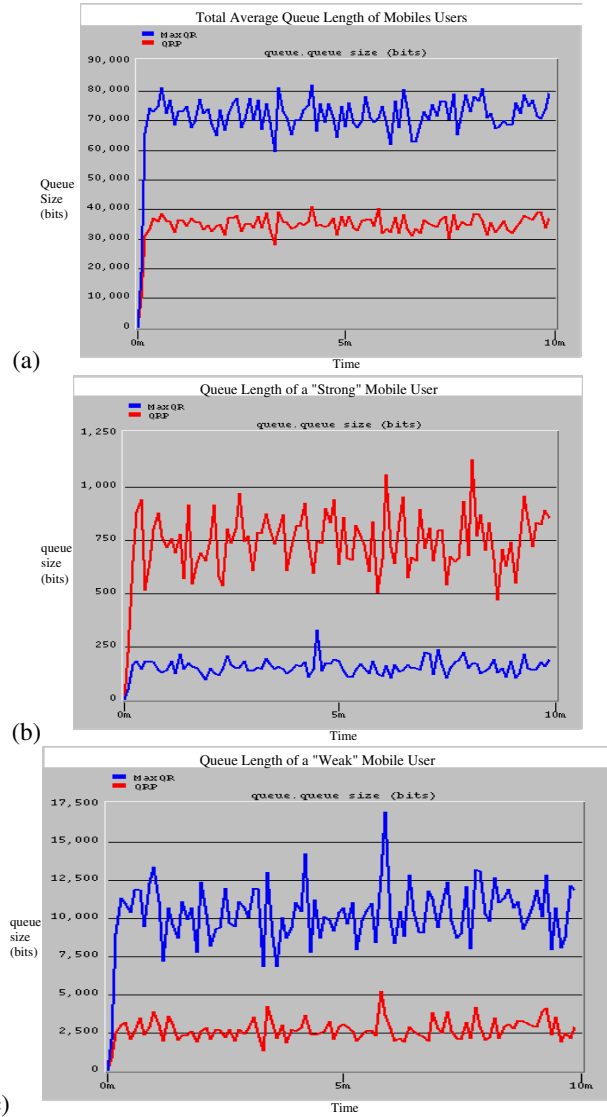 Total Average Queue Length of Mobiles Users
MaxQR
QRP
queue.queue size (bits)
90,000
80,000
70,000
60,000
50,000
40,000
30,000
20,000
10,000
0
Queue
Size
(bits)
0m 5m 10m
Time
(a)
Queue Length of a "Strong" Mobile User
MaxQR
QRP
queue.queue size (bits)
1,250
1,000
750
500
250
0
queue
size
(bits)
0m 5m 10m
Time
(b)
Queue Length of a "Weak" Mobile User
MaxQR
QRP
queue.queue size (bits)
17,500
15,000
12,500
10,000
7,500
5,000
2,500
0
queue
size
(bits)
0m 5m 10m
Time
)